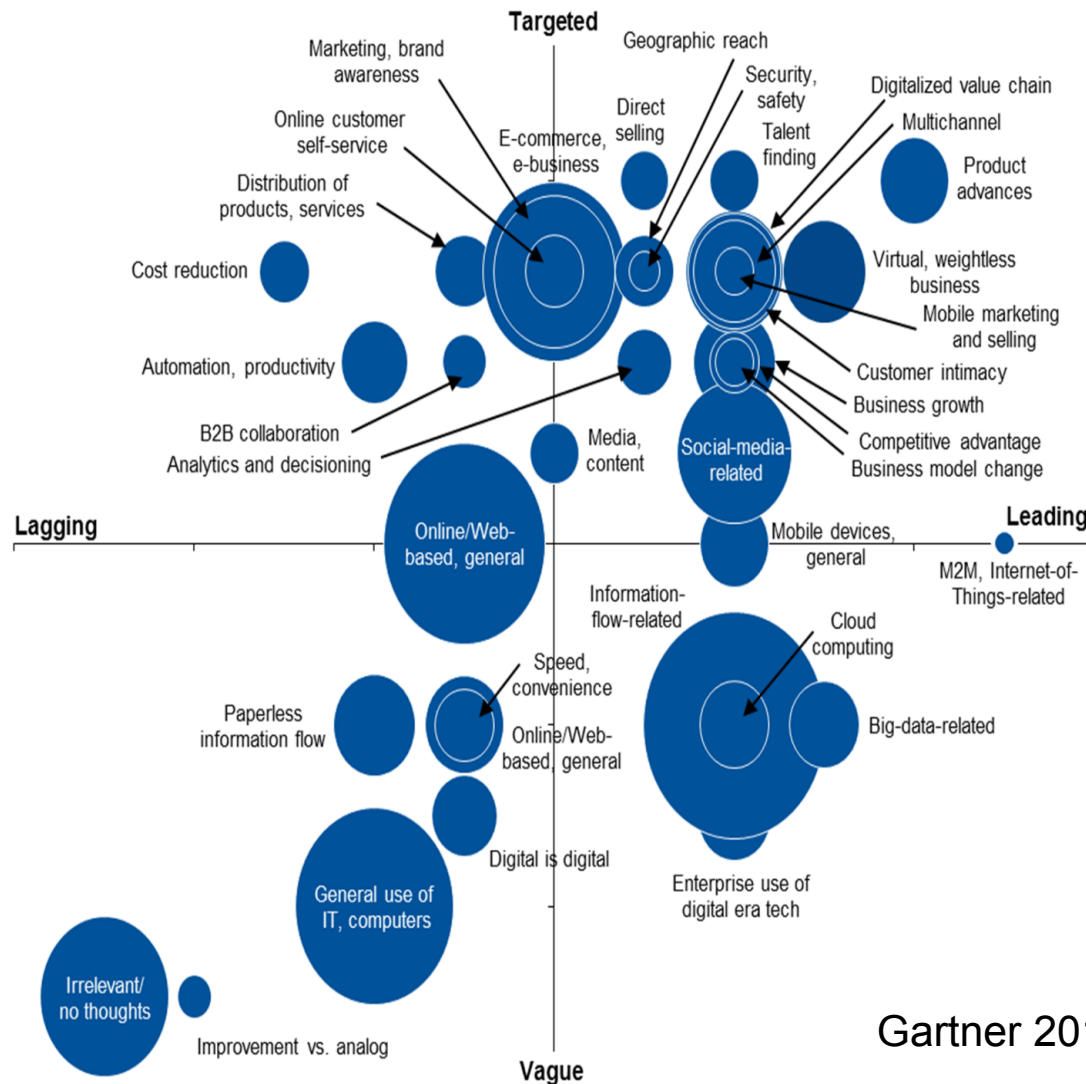 Targeted
Marketing, brand
awareness
Geographic reach
Security,
safety
Digitalized value chain
Online customer
self-service
E-commerce,
e-business
Direct
selling
Talent
finding
Multichannel
Product
advances
Distribution of
products, services
Cost reduction
Virtual, weightless
business
Mobile marketing
and selling
Automation, productivity
Customer intimacy
Business growth
B2B collaboration
Analytics and decisioning
Media,
content
Social-media-
related
Competitive advantage
Business model change
Lagging
Leading
Online/Web-
based, general
Mobile devices,
general
M2M, Internet-of-
Things-related
Information-
flow-related
Cloud
computing
Speed,
convenience
Paperless
information flow
Online/Web-
based, general
Big-data-related
Digital is digital
General use of
IT, computers
Enterprise use of
digital era tech
Irrelevant/
no thoughts
Improvement vs. analog
Gartner
Vague